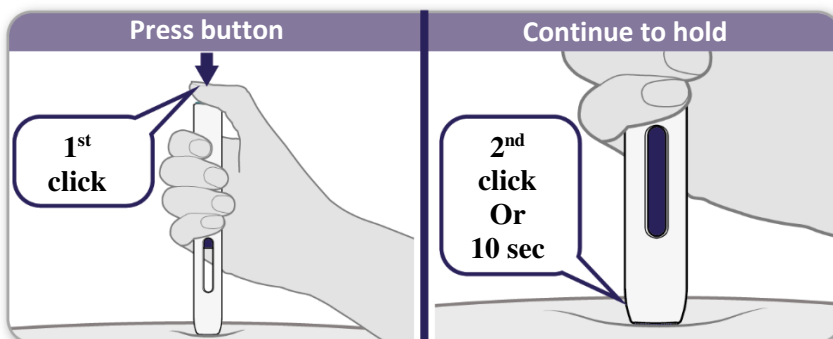 Press button
Continue to hold
1st
click
2nd
click
Or
10 sec